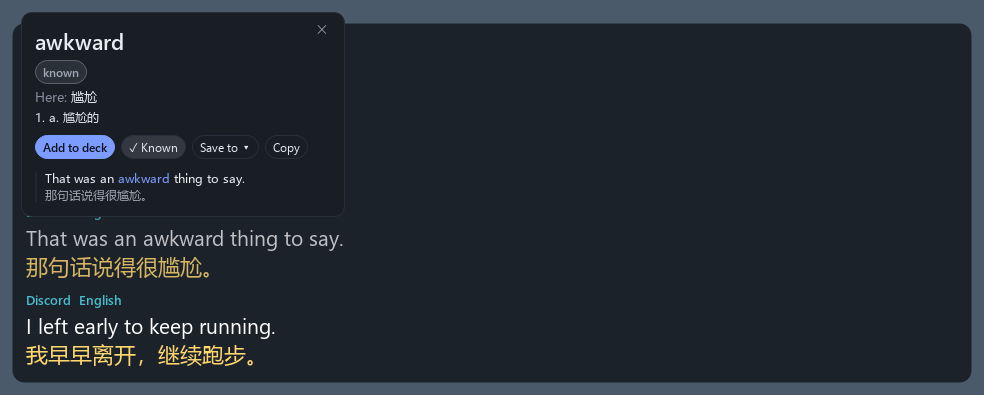 awkward
known
Here: 尴尬
1. a. 尴尬的
Add to deck ✓ Known Save to ▾ Copy
That was an awkward thing to say.
那句话说得很尴尬。
That was an awkward thing to say.
那句话说得很尴尬。
Discord English
I left early to keep running.
我早早离开，继续跑步。